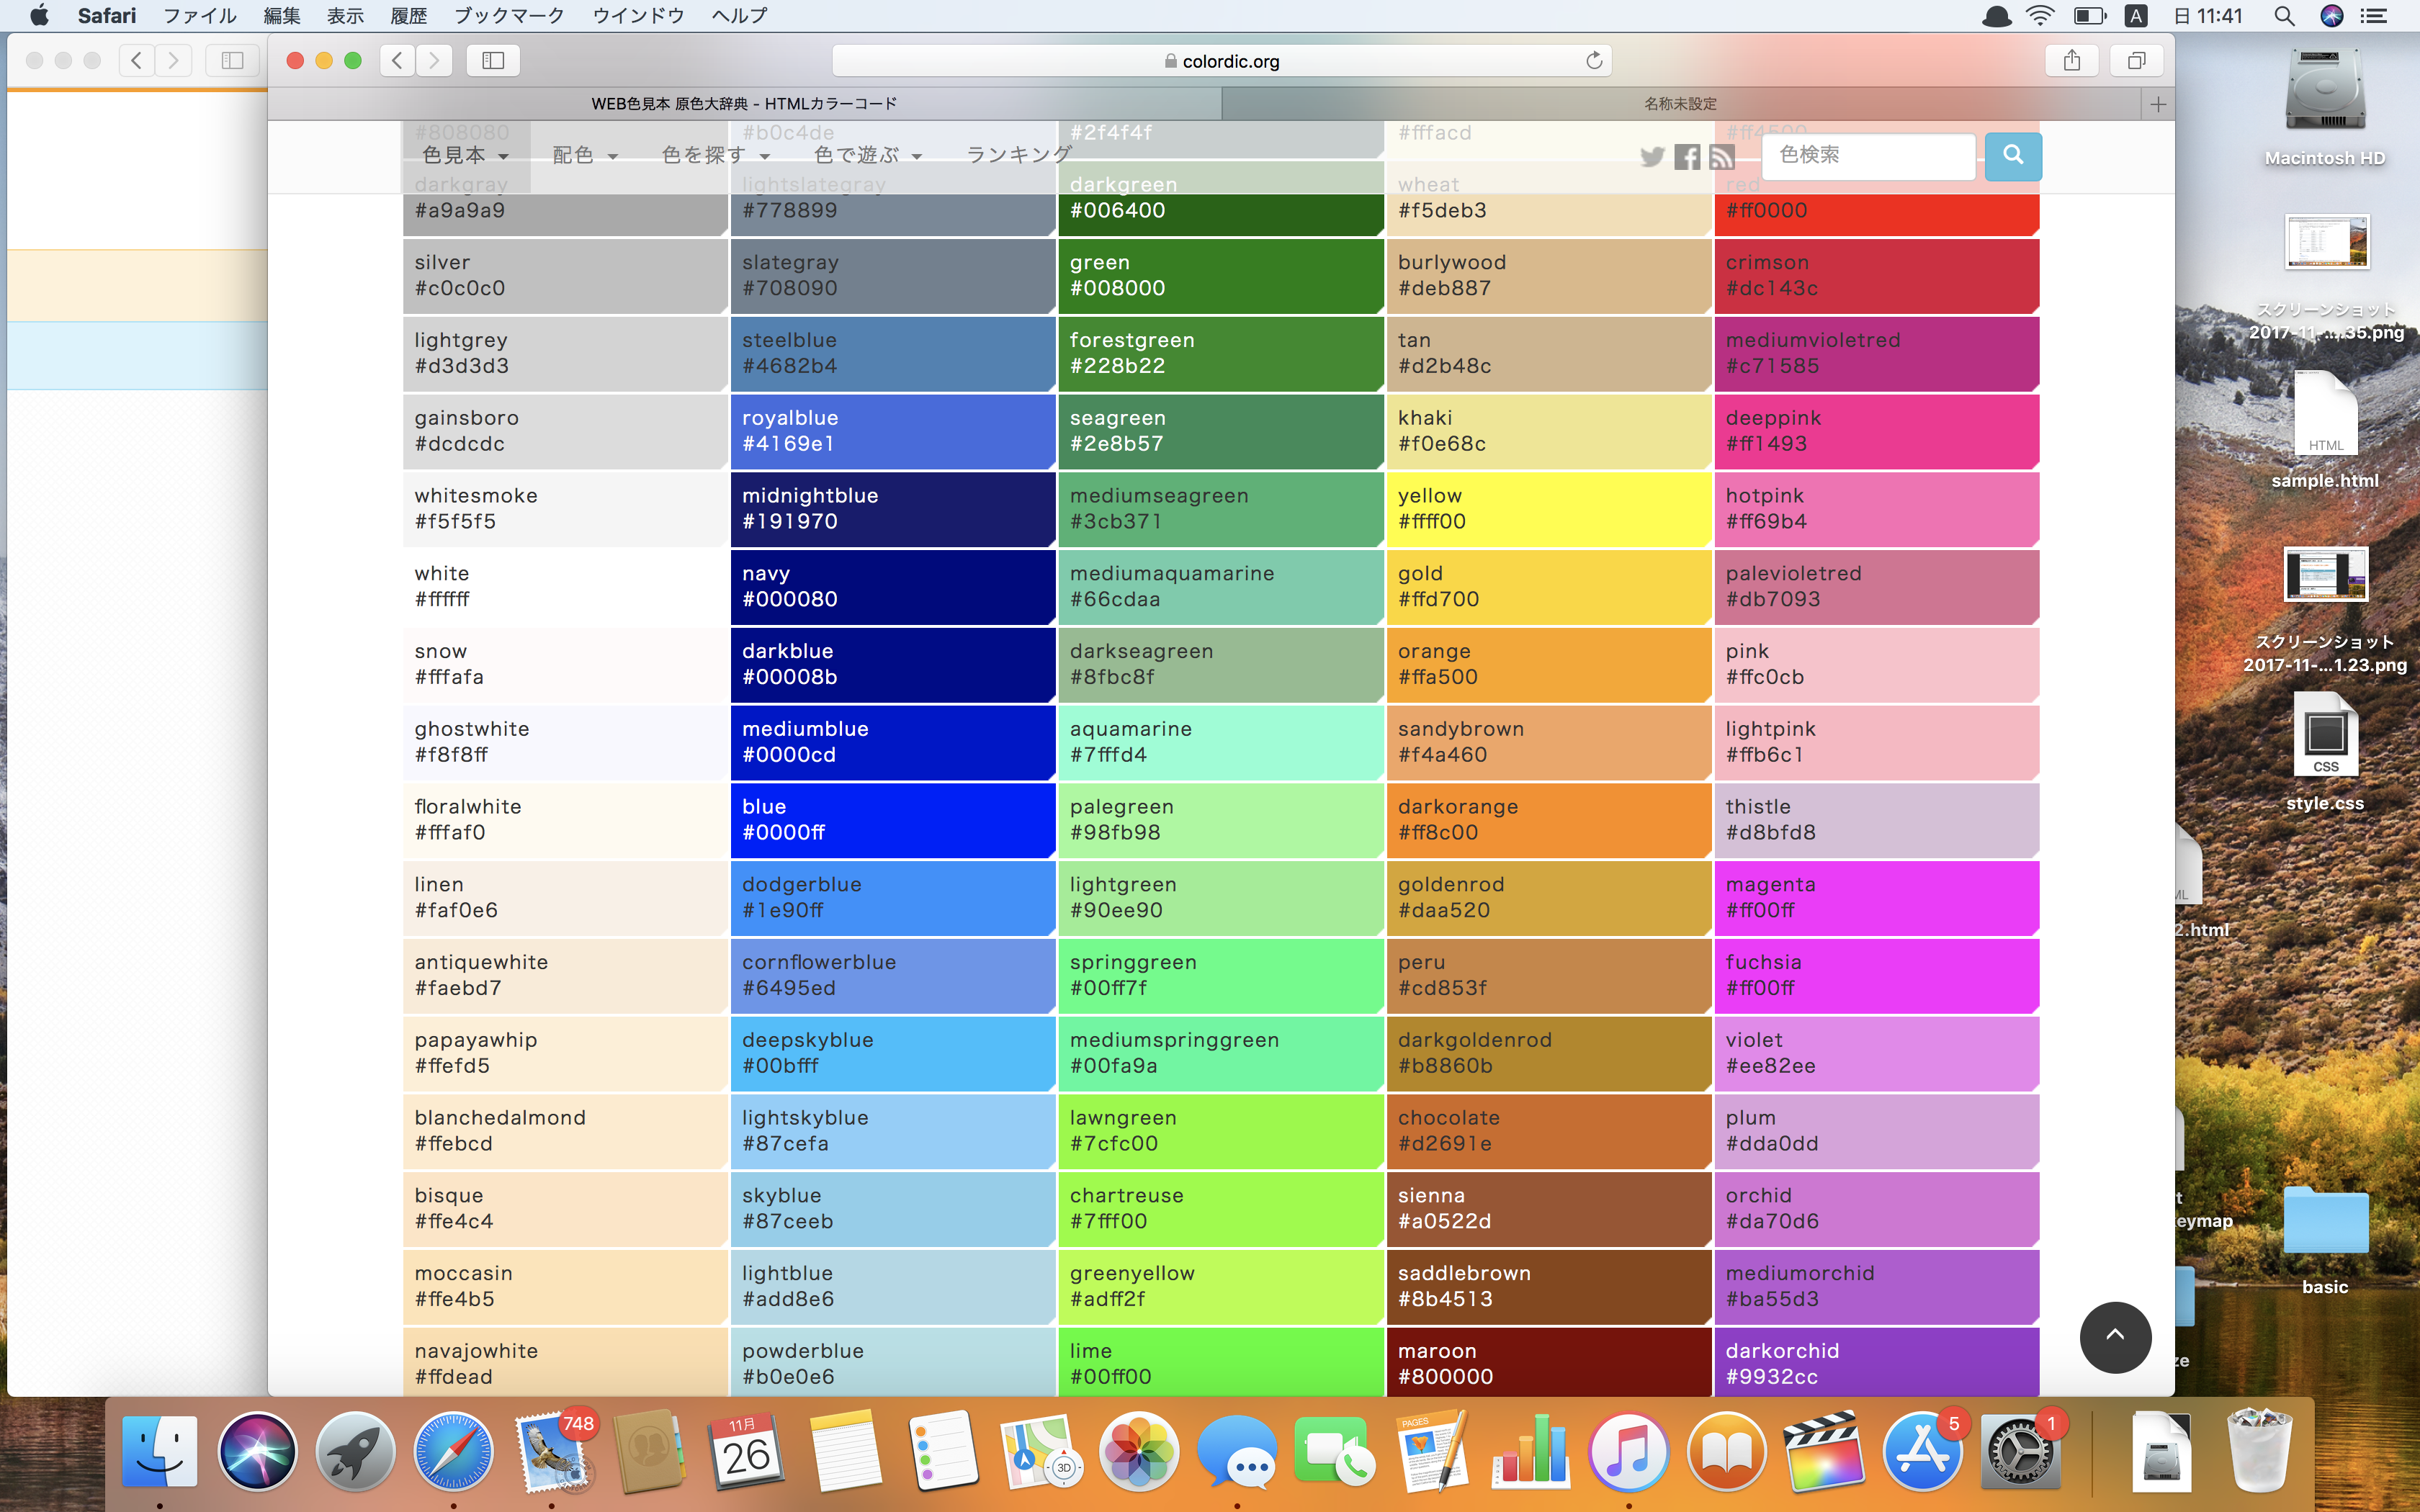 Safari ファイル 編集 表示 履歴 ブックマーク ウインドウ ヘルプ A 日 11:41
colordic.org
WEB色見本 原色大辞典 – HTMLカラーコード 名称未設定
#808080 #b0c4de #2f4f4f #fffacd #ff4500
色見本 配色 色を探す 色で遊ぶ ランキング 色検索
darkgray lightslategray darkgreen wheat red
#a9a9a9 #778899 #006400 #f5deb3 #ff0000
silver slategray green burlywood crimson
#c0c0c0 #708090 #008000 #deb887 #dc143c
lightgrey steelblue forestgreen tan mediumvioletred
#d3d3d3 #4682b4 #228b22 #d2b48c #c71585
gainsboro royalblue seagreen khaki deeppink
#dcdcdc #4169e1 #2e8b57 #f0e68c #ff1493
whitesmoke midnightblue mediumseagreen yellow hotpink
#f5f5f5 #191970 #3cb371 #ffff00 #ff69b4
white navy mediumaquamarine gold palevioletred
#ffffff #000080 #66cdaa #ffd700 #db7093
snow darkblue darkseagreen orange pink
#fffafa #00008b #8fbc8f #ffa500 #ffc0cb
ghostwhite mediumblue aquamarine sandybrown lightpink
#f8f8ff #0000cd #7fffd4 #f4a460 #ffb6c1
floralwhite blue palegreen darkorange thistle
#fffaf0 #0000ff #98fb98 #ff8c00 #d8bfd8
linen dodgerblue lightgreen goldenrod magenta
#faf0e6 #1e90ff #90ee90 #daa520 #ff00ff
antiquewhite cornflowerblue springgreen peru fuchsia
#faebd7 #6495ed #00ff7f #cd853f #ff00ff
papayawhip deepskyblue mediumspringgreen darkgoldenrod violet
#ffefd5 #00bfff #00fa9a #b8860b #ee82ee
blanchedalmond lightskyblue lawngreen chocolate plum
#ffebcd #87cefa #7cfc00 #d2691e #dda0dd
bisque skyblue chartreuse sienna orchid
#ffe4c4 #87ceeb #7fff00 #a0522d #da70d6
moccasin lightblue greenyellow saddlebrown mediumorchid
#ffe4b5 #add8e6 #adff2f #8b4513 #ba55d3
navajowhite powderblue lime maroon darkorchid
#ffdead #b0e0e6 #00ff00 #800000 #9932cc
Macintosh HD
スクリーンショット
2017-11-....35.png
HTML
sample.html
スクリーンショット
2017-11-...1.23.png
CSS
style.css
ML
2.html
t
eymap
basic
ze
748
11月
26
3D
PAGES
5
1